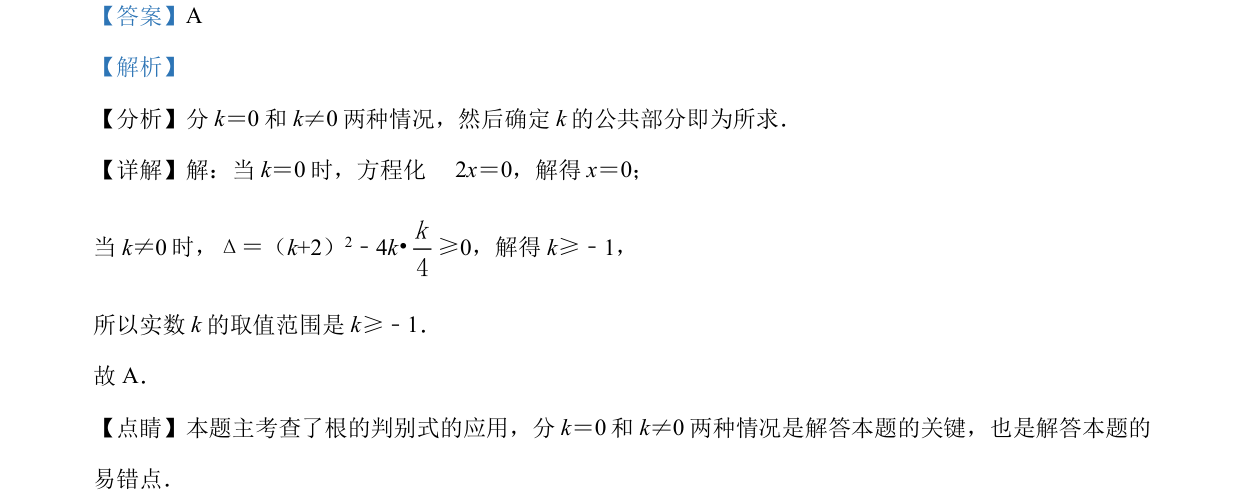 【答案】A
【解析】
【分析】分 k＝0 和 k≠0 两种情况，然后确定 k 的公共部分即为所求．
【详解】解：当 k＝0 时，方程化 2x＝0，解得 x＝0；
当 k≠0 时，Δ＝（k+2）²﹣4k•k/4≥0，解得 k≥﹣1，
所以实数 k 的取值范围是 k≥﹣1．
故 A．
【点睛】本题主考查了根的判别式的应用，分 k＝0 和 k≠0 两种情况是解答本题的关键，也是解答本题的
易错点．